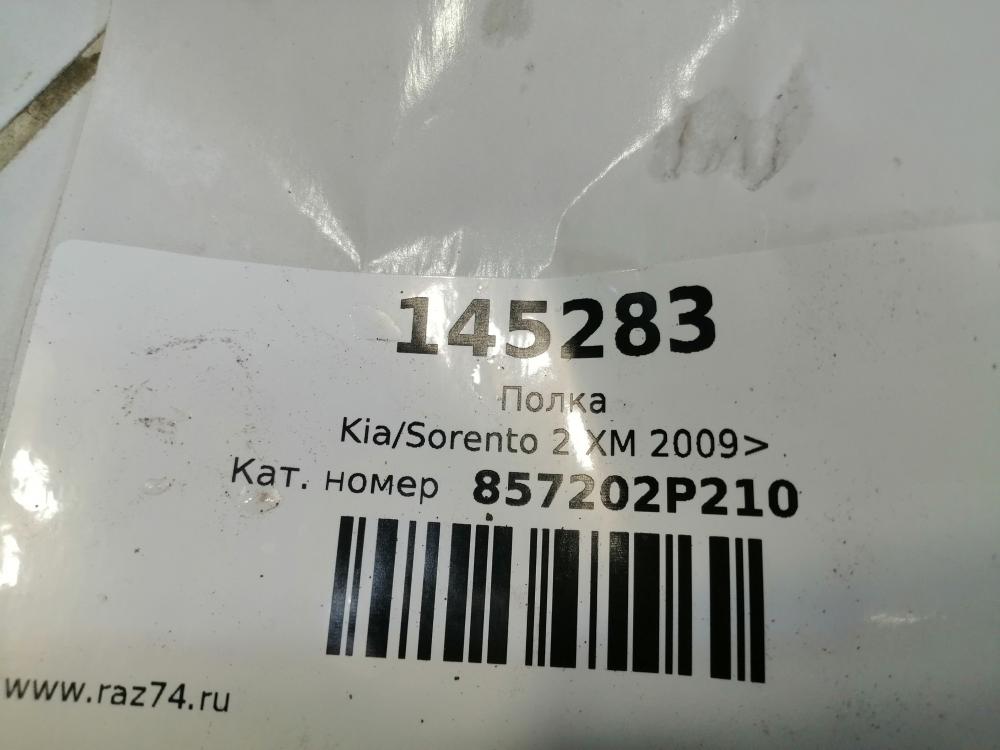 145283
Полка
Kia/Sorento 2 XM 2009>
Кат. номер 857202P210
www.raz74.ru